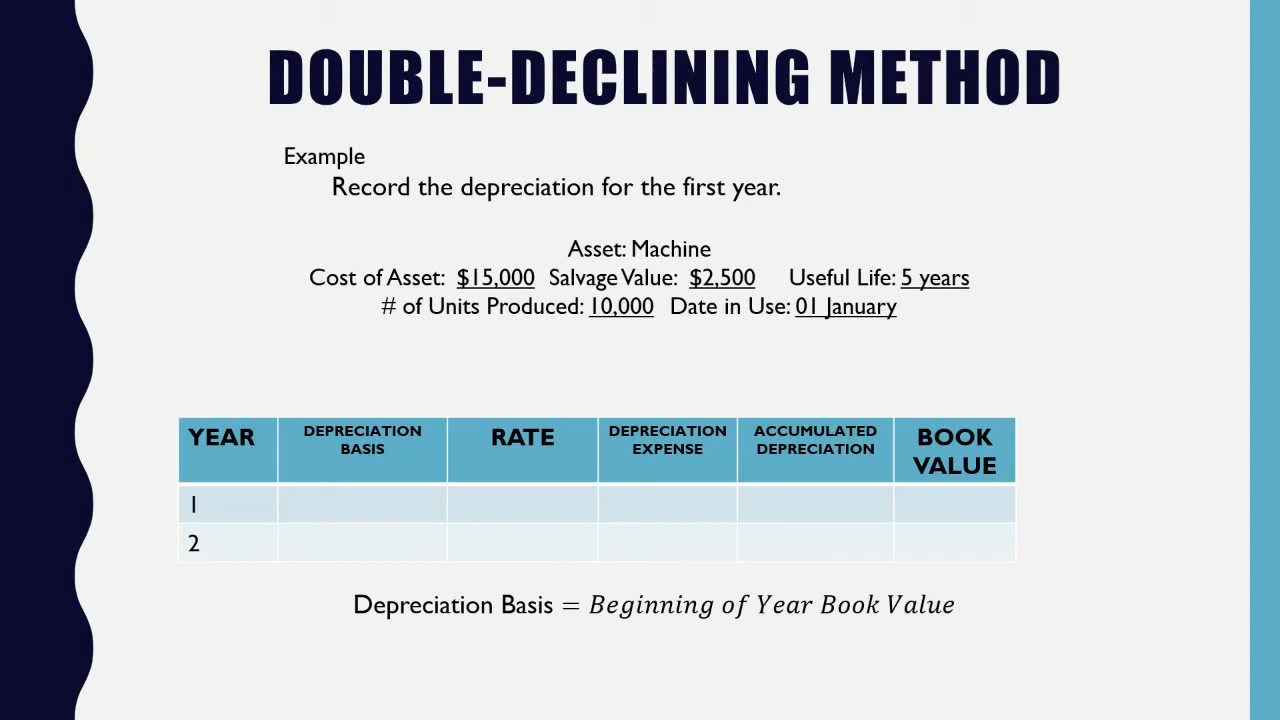 DOUBLE-DECLINING METHOD
Example
Record the depreciation for the first year.
Asset: Machine
Cost of Asset: $15,000 Salvage Value: $2,500 Useful Life: 5 years
# of Units Produced: 10,000 Date in Use: 01 January
YEAR DEPRECIATION BASIS RATE DEPRECIATION EXPENSE ACCUMULATED DEPRECIATION BOOK VALUE
1
2
Depreciation Basis = Beginning of Year Book Value